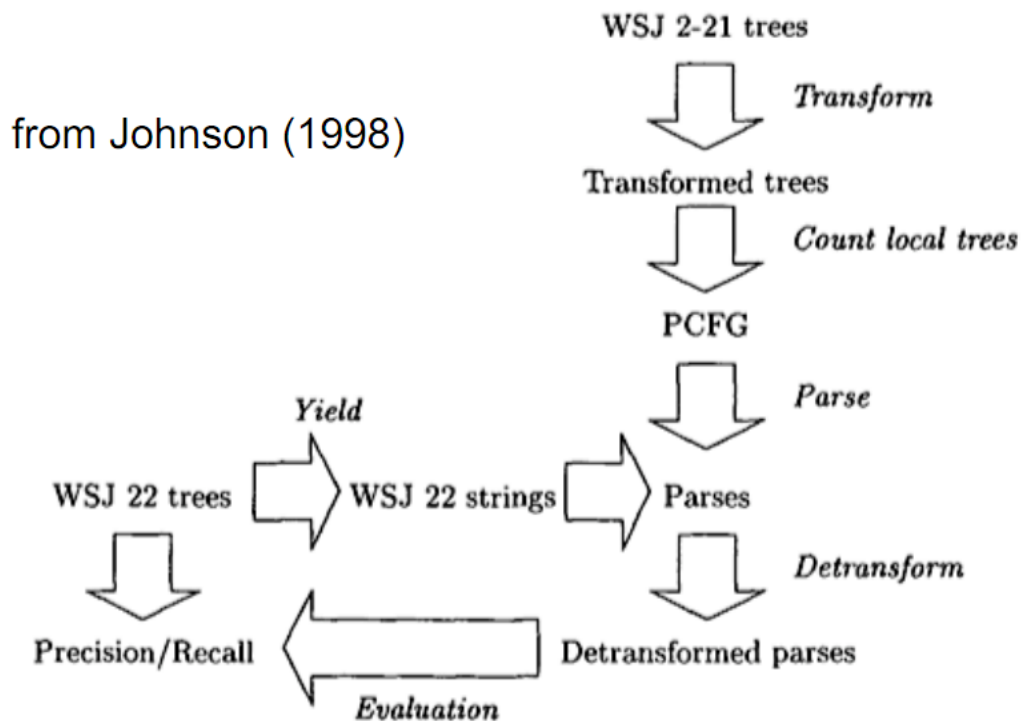 WSJ 2-21 trees
Transform
from Johnson (1998)
Transformed trees
Count local trees
PCFG
Parse
Yield
WSJ 22 trees
WSJ 22 strings
Parses
Detransform
Precision/Recall
Detransformed parses
Evaluation